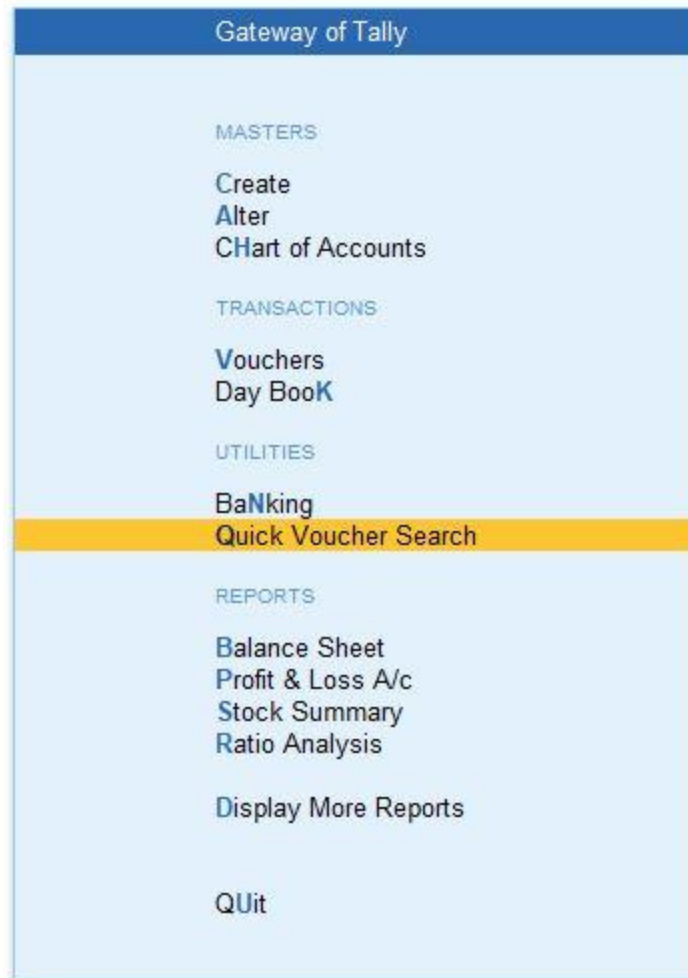 Gateway of Tally
MASTERS
Create
Alter
CHart of Accounts
TRANSACTIONS
Vouchers
Day BooK
UTILITIES
BaNking
Quick Voucher Search
REPORTS
Balance Sheet
Profit & Loss A/c
Stock Summary
Ratio Analysis
Display More Reports
QUit